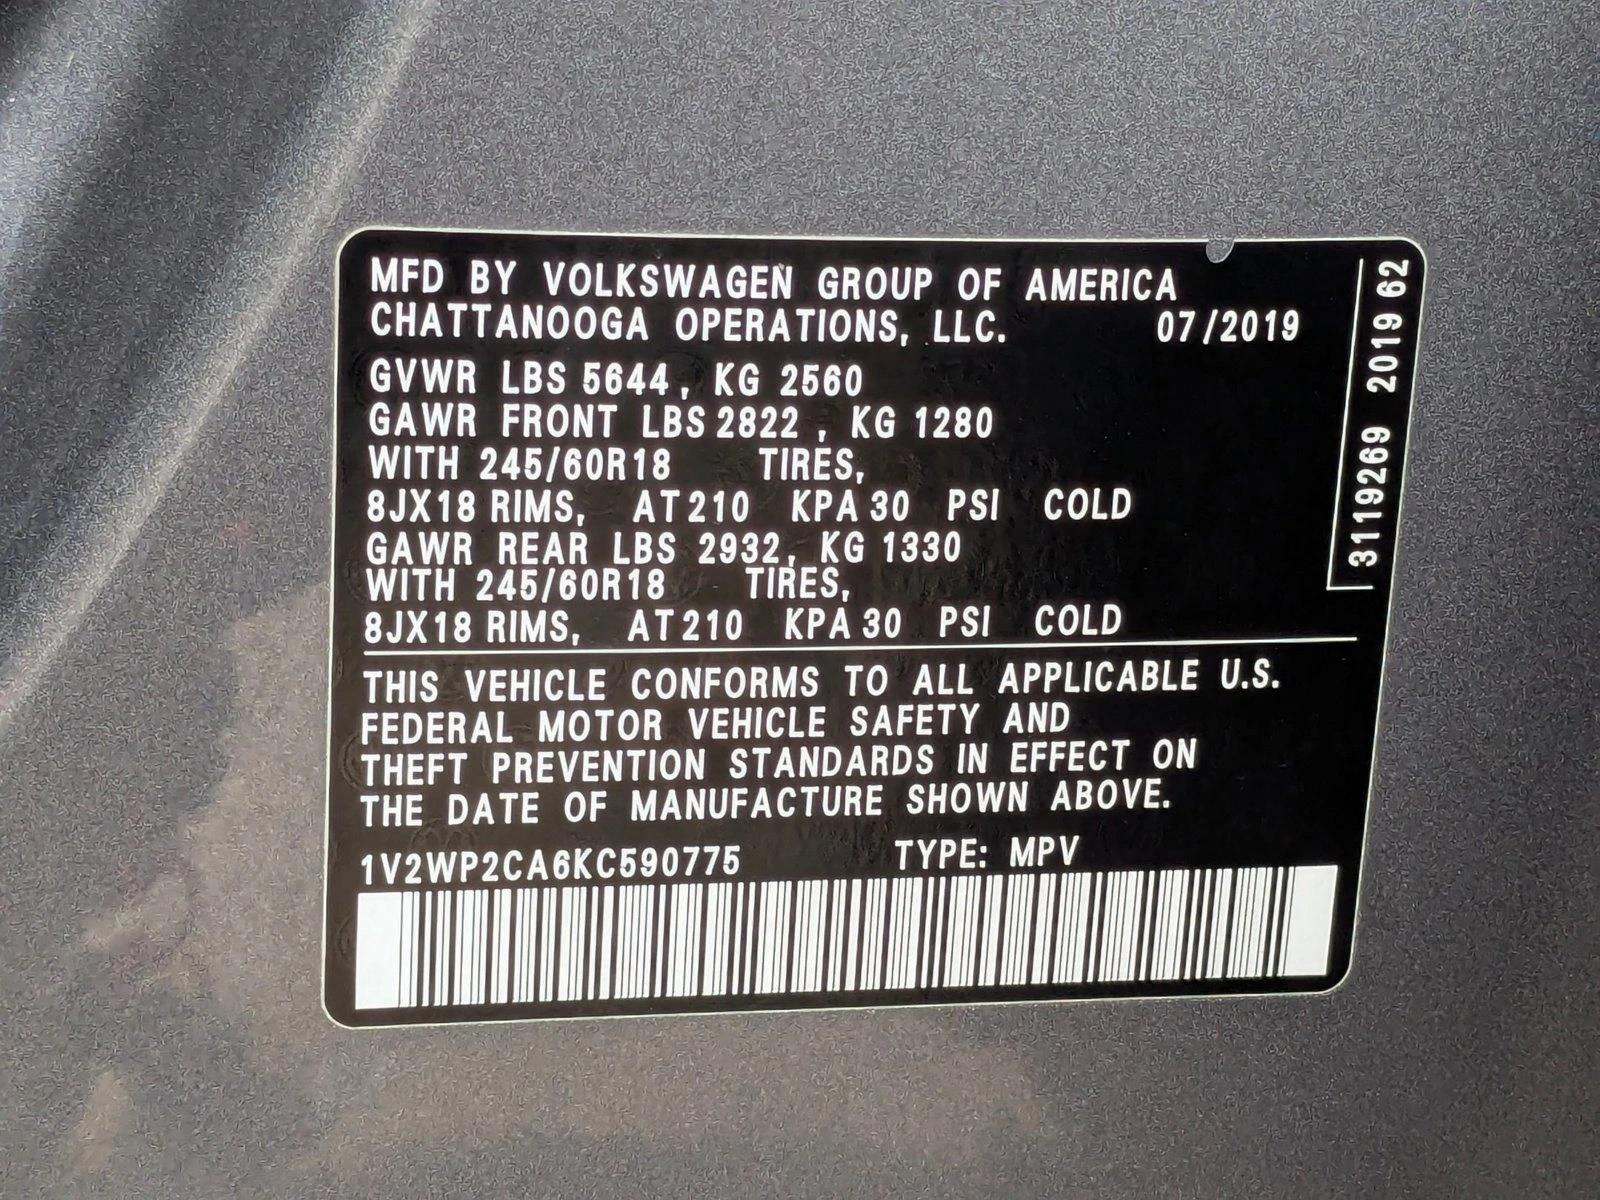 MFD BY VOLKSWAGEN GROUP OF AMERICA
CHATTANOOGA OPERATIONS, LLC. 07/2019
GVWR LBS 5644, KG 2560
GAWR FRONT LBS 2822 , KG 1280
WITH 245/60R18 TIRES,
8JX18 RIMS, AT 210 KPA 30 PSI COLD
GAWR REAR LBS 2932, KG 1330
WITH 245/60R18 TIRES,
8JX18 RIMS, AT 210 KPA 30 PSI COLD
THIS VEHICLE CONFORMS TO ALL APPLICABLE U.S.
FEDERAL MOTOR VEHICLE SAFETY AND
THEFT PREVENTION STANDARDS IN EFFECT ON
THE DATE OF MANUFACTURE SHOWN ABOVE.
1V2WP2CA6KC590775 TYPE: MPV
3119269 2019 62